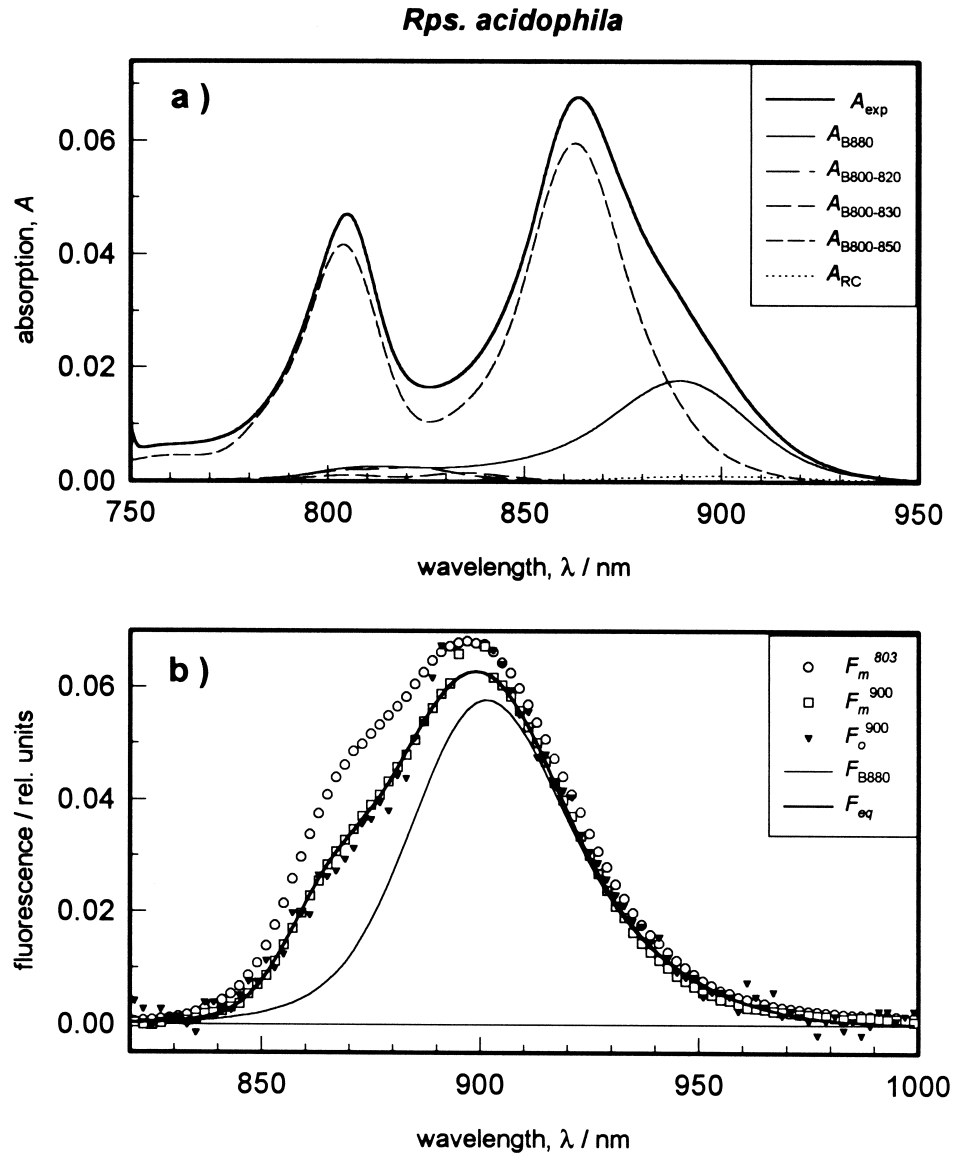 Rps. acidophila
a )
absorption, A
0.06
0.04
0.02
0.00
750
800
850
900
950
wavelength, λ / nm
A_exp
A_B880
A_B800-820
A_B800-830
A_B800-850
A_RC
b )
fluorescence / rel. units
0.06
0.04
0.02
0.00
850
900
950
1000
wavelength, λ / nm
F_m^803
F_m^900
F_o^900
F_B880
F_eq